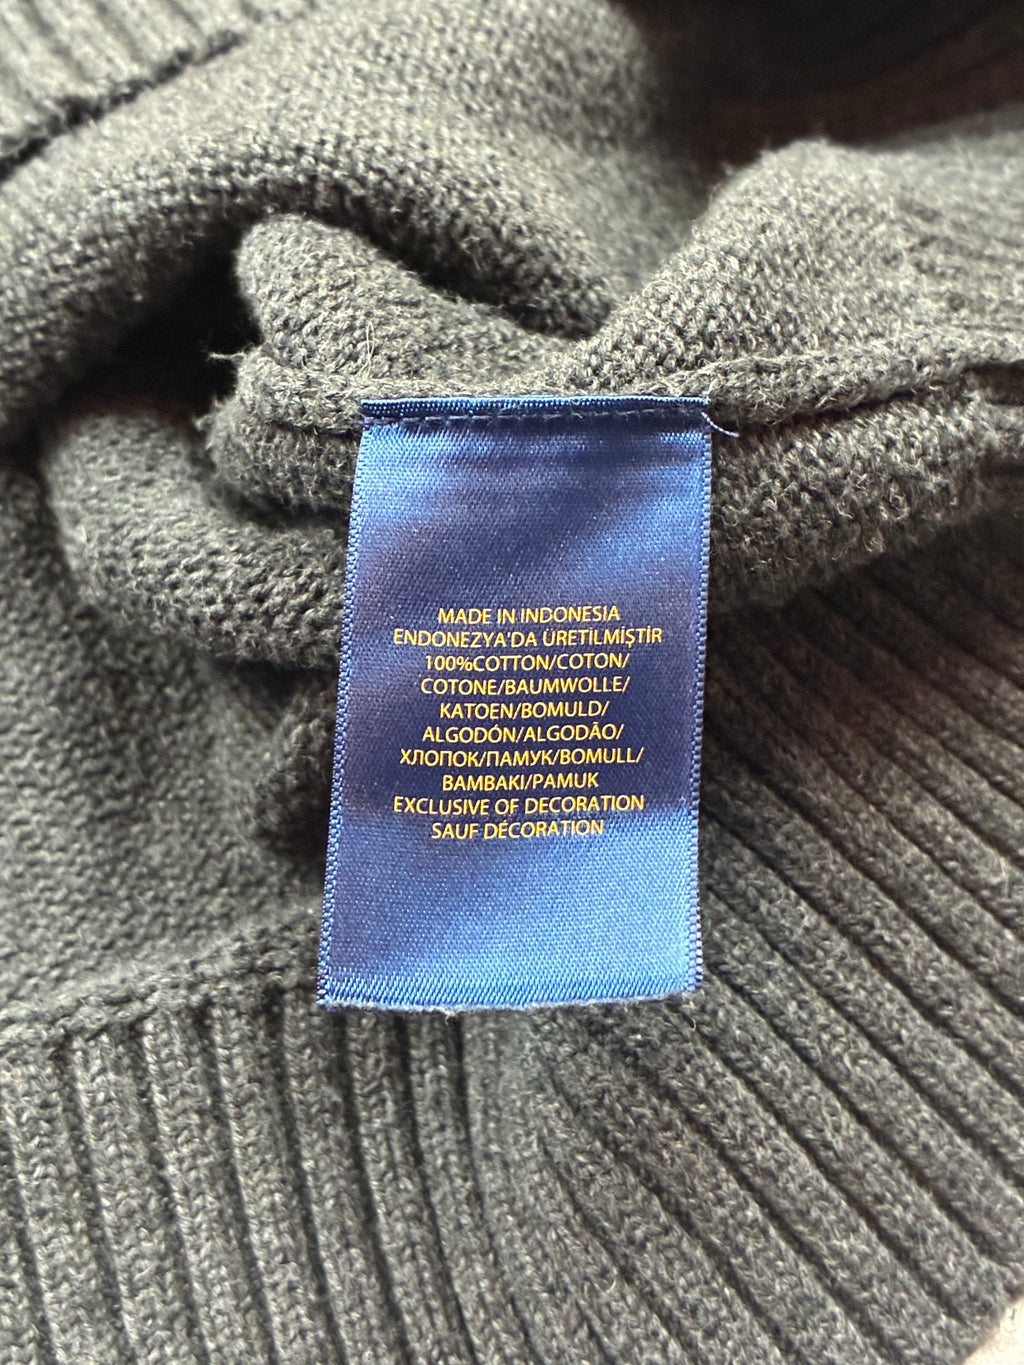 MADE IN INDONESIA
ENDONEZYA'DA ÜRETİLMİŞTİR
100%COTTON/COTON/
COTONE/BAUMWOLLE/
KATOEN/BOMULD/
ALGODÓN/ALGODÃO/
ХЛОПОК/ПАМУК/BOMULL/
BAMBAKI/PAMUK
EXCLUSIVE OF DECORATION
SAUF DÉCORATION